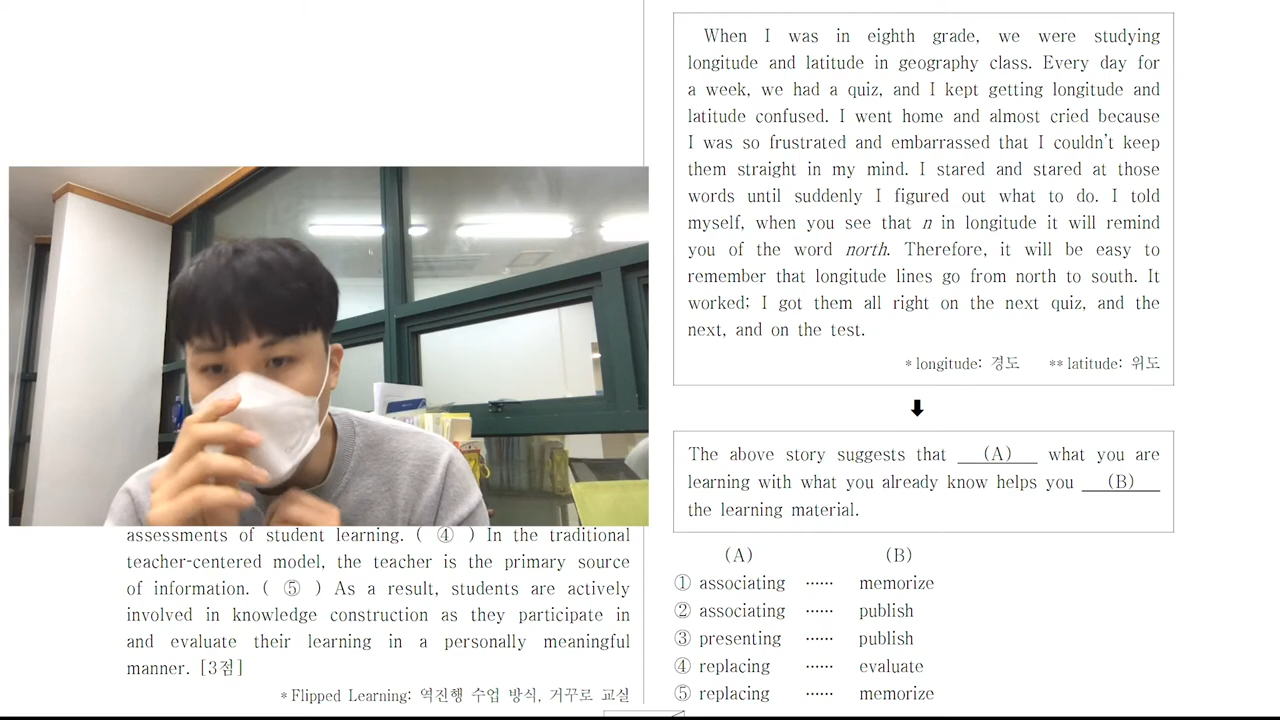 assessments of student learning. ( ④ ) In the traditional
teacher-centered model, the teacher is the primary source
of information. ( ⑤ ) As a result, students are actively
involved in knowledge construction as they participate in
and evaluate their learning in a personally meaningful
manner. [3점]
* Flipped Learning: 역진행 수업 방식, 거꾸로 교실
When I was in eighth grade, we were studying
longitude and latitude in geography class. Every day for
a week, we had a quiz, and I kept getting longitude and
latitude confused. I went home and almost cried because
I was so frustrated and embarrassed that I couldn't keep
them straight in my mind. I stared and stared at those
words until suddenly I figured out what to do. I told
myself, when you see that n in longitude it will remind
you of the word north. Therefore, it will be easy to
remember that longitude lines go from north to south. It
worked; I got them all right on the next quiz, and the
next, and on the test.
* longitude: 경도 ** latitude: 위도
The above story suggests that (A) what you are
learning with what you already know helps you (B)
the learning material.
(A) (B)
① associating ⋯⋯ memorize
② associating ⋯⋯ publish
③ presenting ⋯⋯ publish
④ replacing ⋯⋯ evaluate
⑤ replacing ⋯⋯ memorize